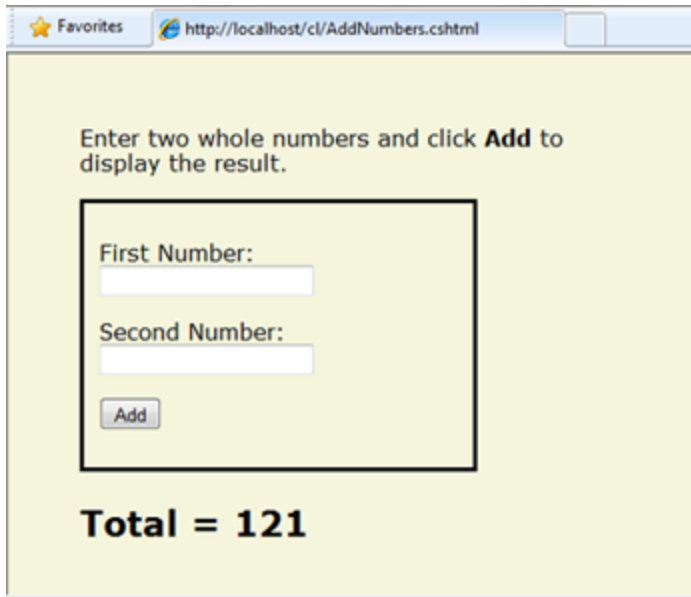 Favorites
http://localhost/cl/AddNumbers.cshtml
Enter two whole numbers and click Add to
display the result.
First Number:
Second Number:
Add
Total = 121